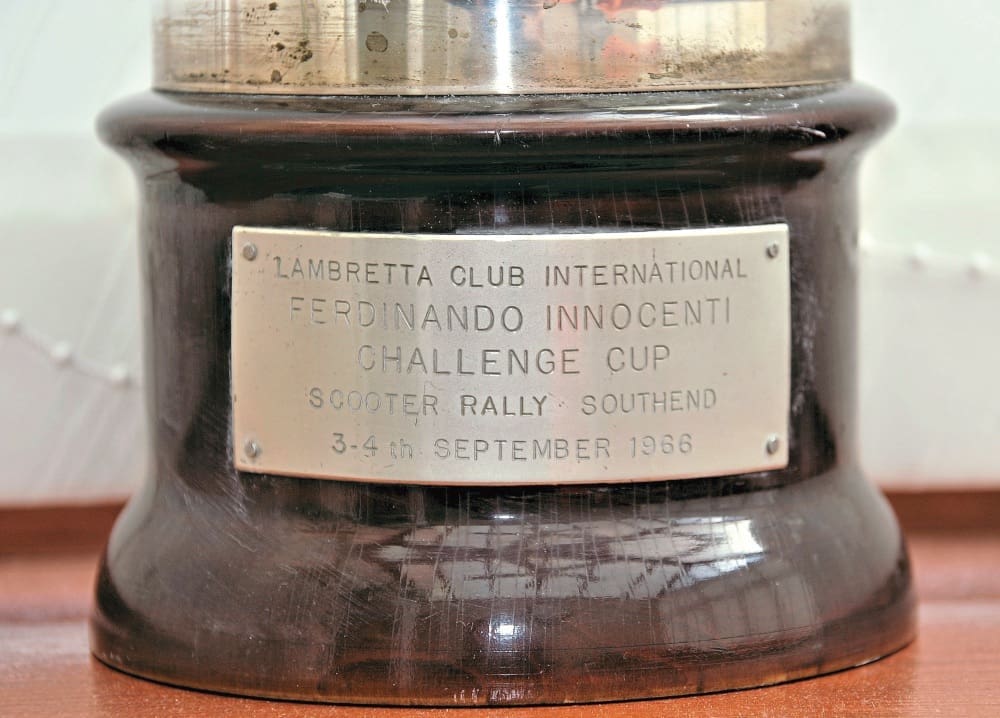 LAMBRETTA CLUB INTERNATIONAL
FERDINANDO INNOCENTI
CHALLENGE CUP
SCOOTER RALLY · SOUTHEND
3-4 th SEPTEMBER 1966